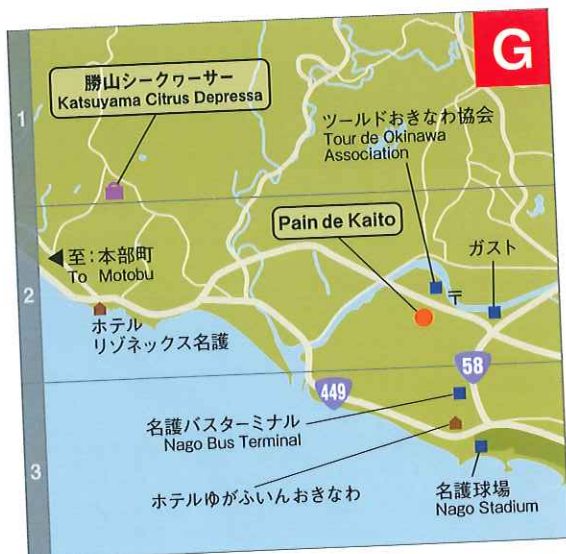 G
勝山シークヮーサー
Katsuyama Citrus Depressa
1
ツールドおきなわ協会
Tour de Okinawa
Association
Pain de Kaito
ガスト
至：本部町
To Motobu
2
〒
ホテル
リゾネックス名護
58
449
名護バスターミナル
Nago Bus Terminal
3
ホテルゆがふいんおきなわ
名護球場
Nago Stadium